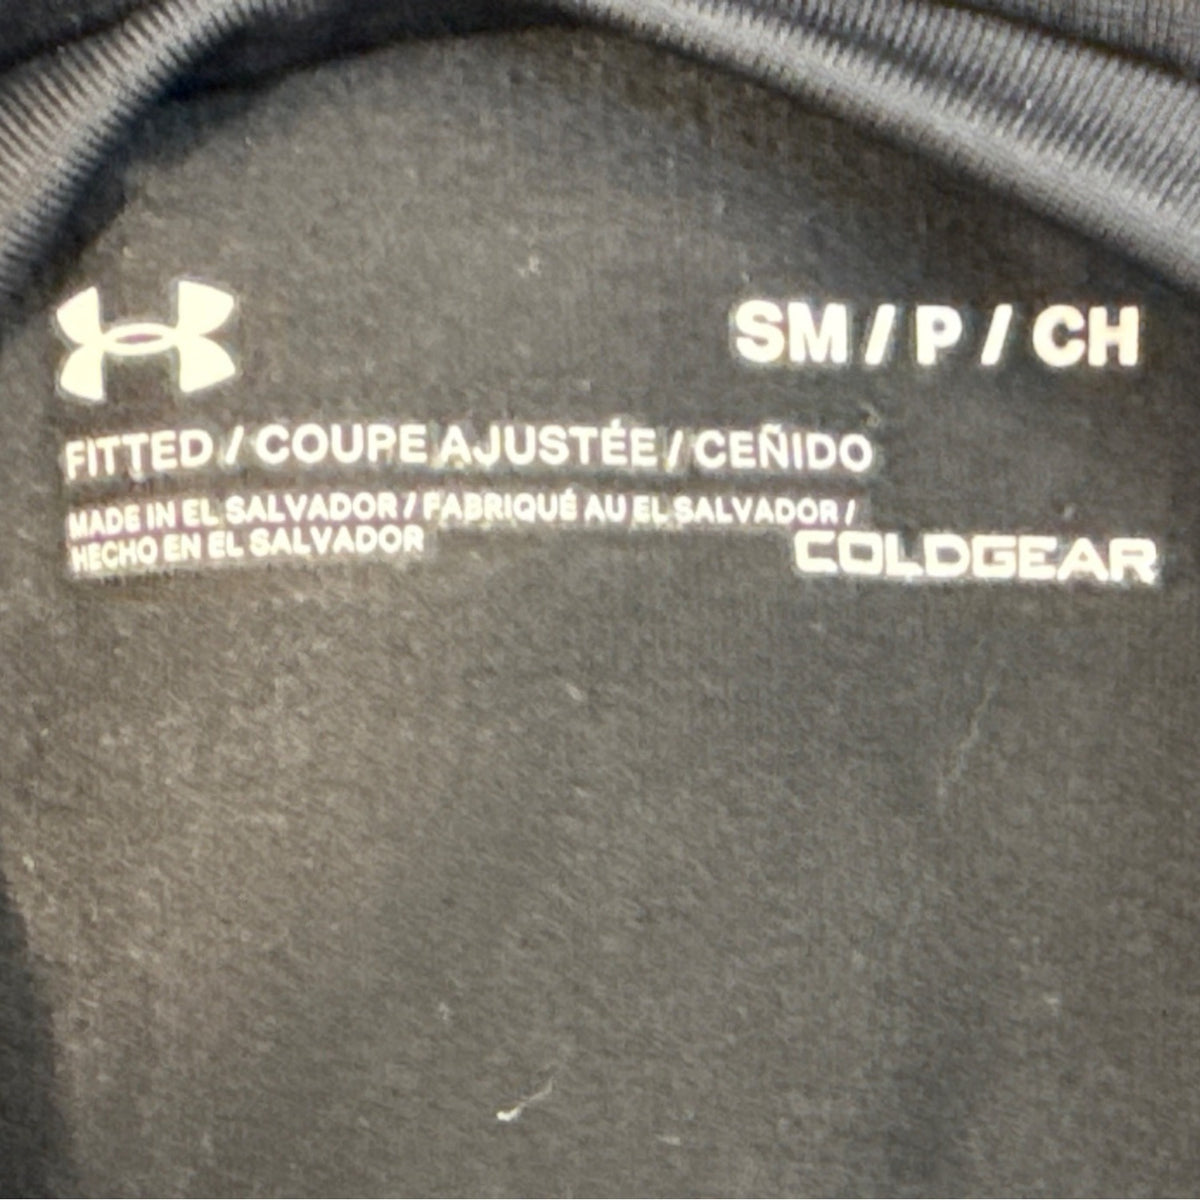 SM / P / CH
FITTED / COUPE AJUSTÉE / CEÑIDO
MADE IN EL SALVADOR / FABRIQUÉ AU EL SALVADOR /
HECHO EN EL SALVADOR
COLDGEAR